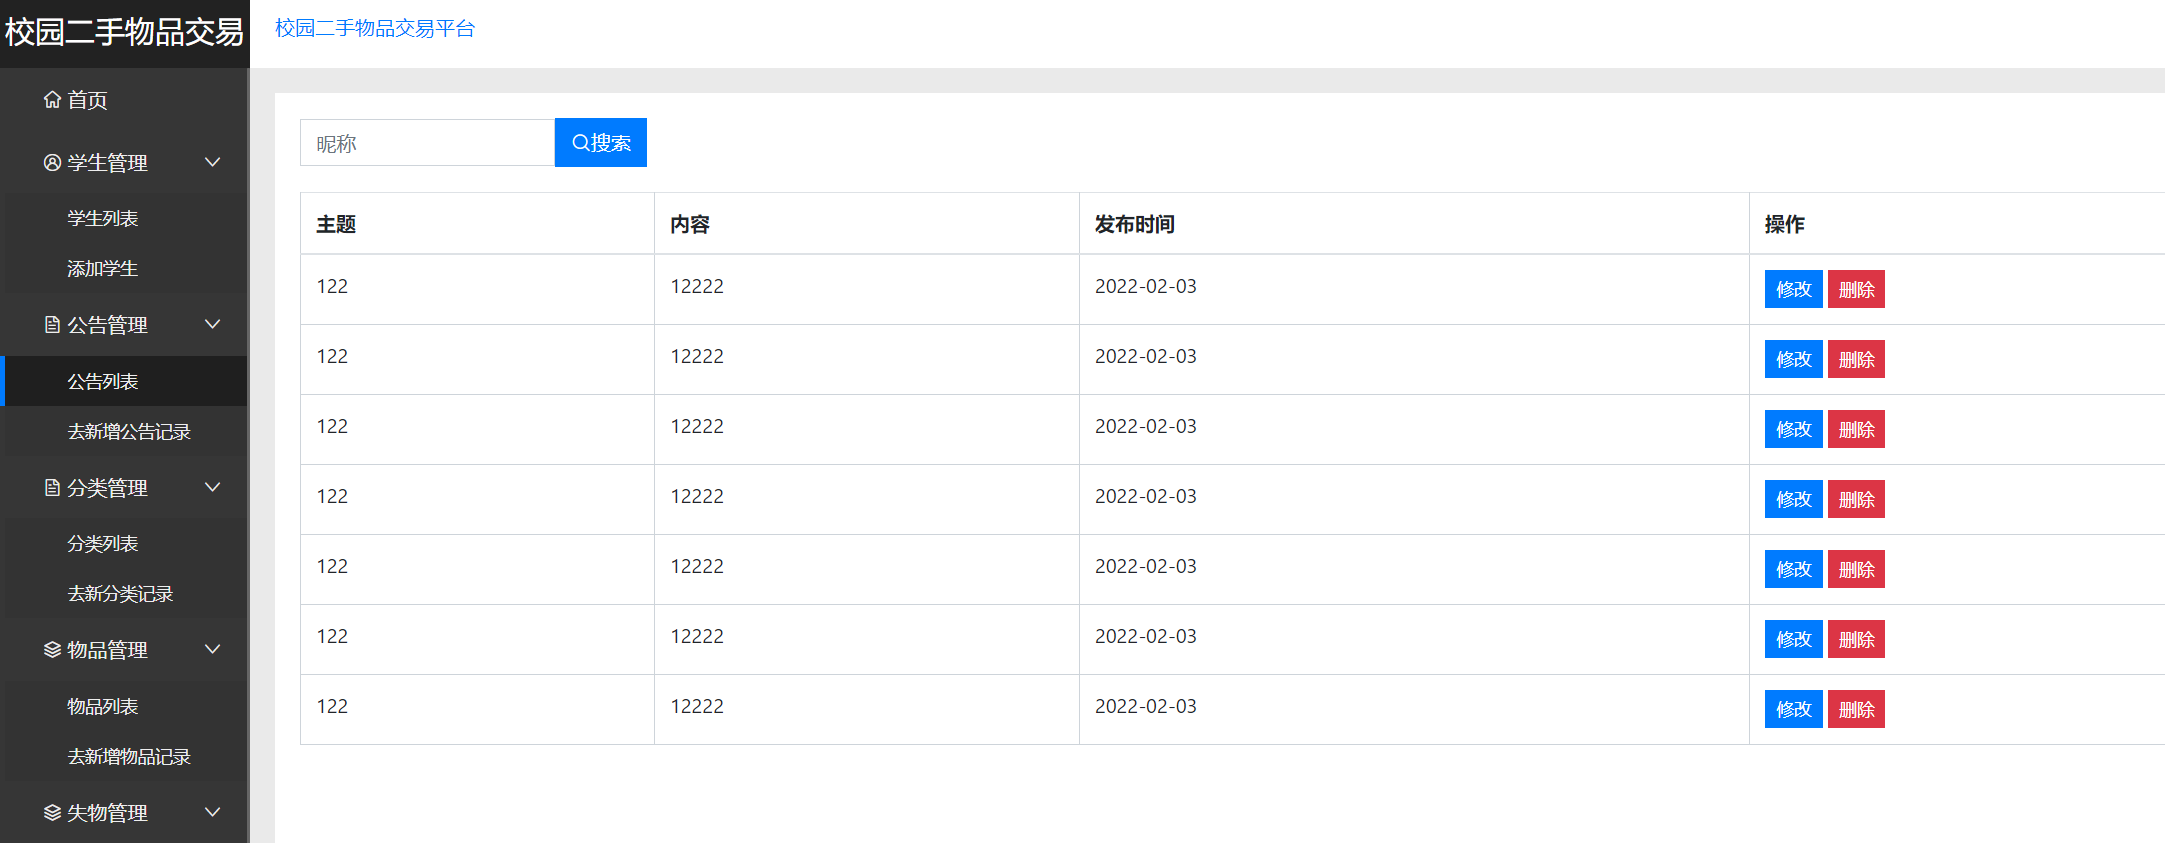 校园二手物品交易
校园二手物品交易平台
首页
学生管理
学生列表
添加学生
公告管理
公告列表
去新增公告记录
分类管理
分类列表
去新分类记录
物品管理
物品列表
去新增物品记录
失物管理
昵称 搜索
主题 内容 发布时间 操作
122 12222 2022-02-03 修改 删除
122 12222 2022-02-03 修改 删除
122 12222 2022-02-03 修改 删除
122 12222 2022-02-03 修改 删除
122 12222 2022-02-03 修改 删除
122 12222 2022-02-03 修改 删除
122 12222 2022-02-03 修改 删除